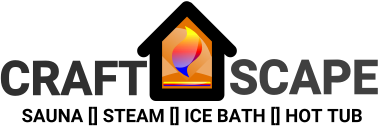 CRAFT SCAPE
SAUNA [] STEAM [] ICE BATH [] HOT TUB